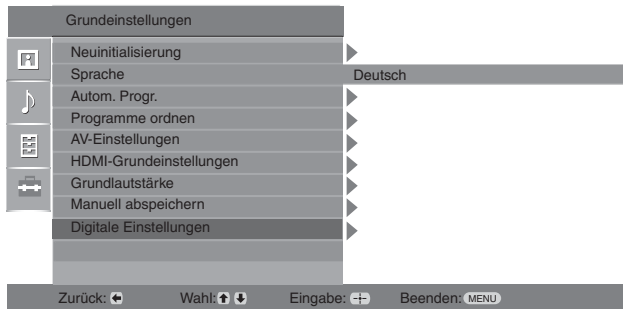 Grundeinstellungen
Neuinitialisierung
Sprache Deutsch
Autom. Progr.
Programme ordnen
AV-Einstellungen
HDMI-Grundeinstellungen
Grundlautstärke
Manuell abspeichern
Digitale Einstellungen
Zurück: Wahl: Eingabe: Beenden: MENU